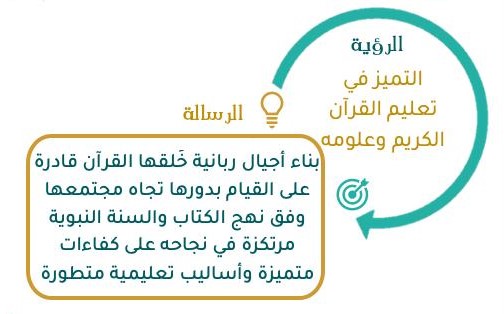 الرؤية
التميز في
تعليم القرآن
الكريم وعلومه
الرسالة
بناء أجيال ربانية خَلقها القرآن قادرة
على القيام بدورها تجاه مجتمعها
وفق نهج الكتاب والسنة النبوية
مرتكزة في نجاحه على كفاءات
متميزة وأساليب تعليمية متطورة